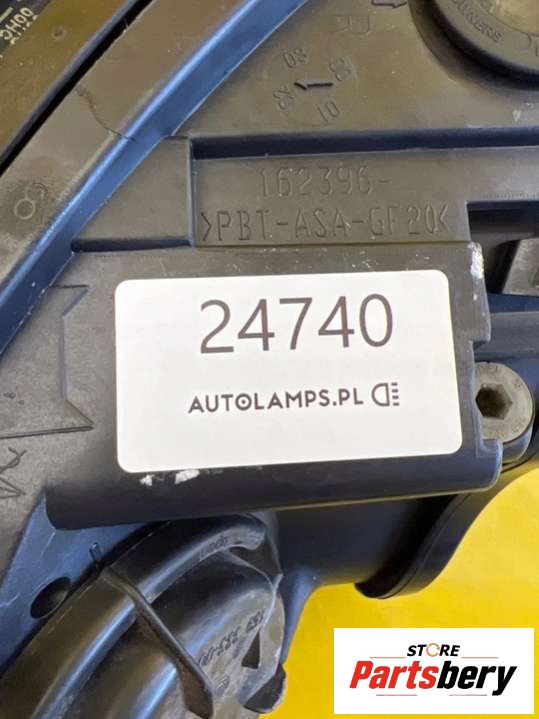 162396-
>PBT-ASA-GF20<
24740
AUTOLAMPS.PL
STORE
Partsbery